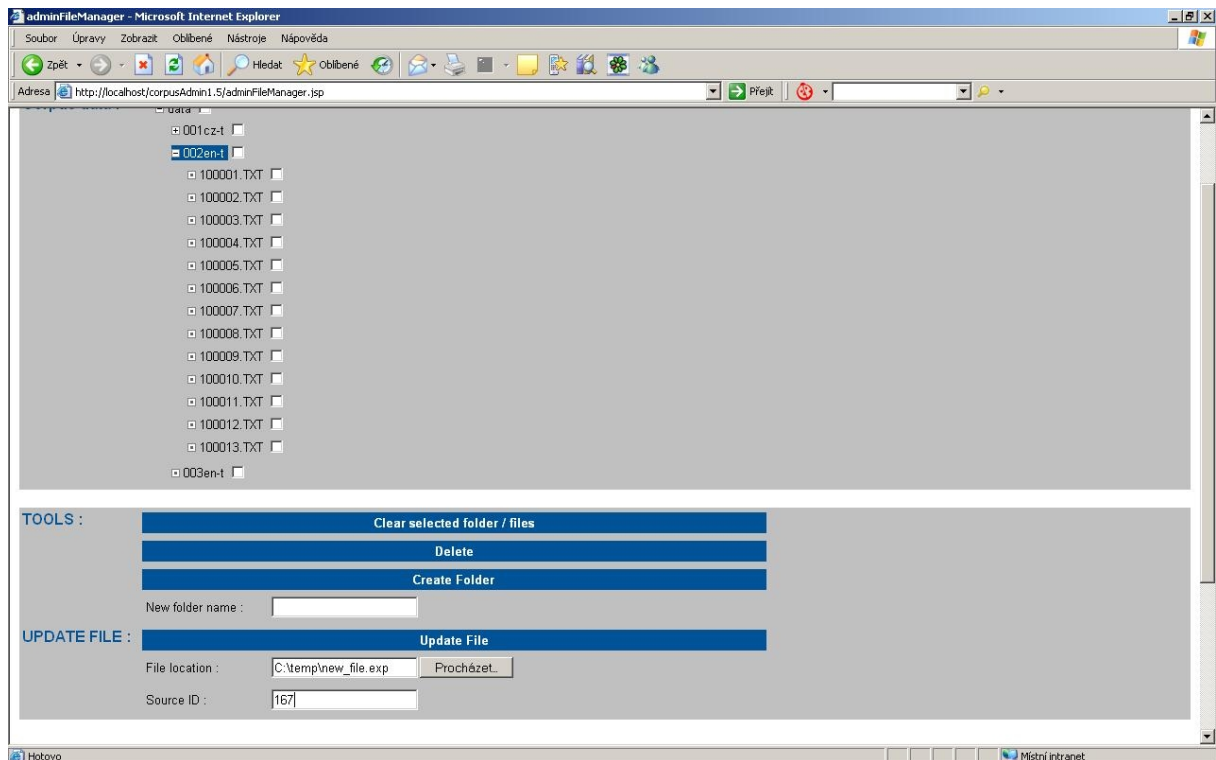 adminFileManager - Microsoft Internet Explorer
Soubor Úpravy Zobrazit Oblíbené Nástroje Nápověda
Zpět Hledat Oblíbené
Adresa http://localhost/corpusAdmin1.5/adminFileManager.jsp Přejít
data
001cz-t
002en-t
100001.TXT
100002.TXT
100003.TXT
100004.TXT
100005.TXT
100006.TXT
100007.TXT
100008.TXT
100009.TXT
100010.TXT
100011.TXT
100012.TXT
100013.TXT
003en-t
TOOLS :
Clear selected folder / files
Delete
Create Folder
New folder name :
UPDATE FILE :
Update File
File location : C:\temp\new_file.exp Procházet..
Source ID : 167
Hotovo Místní intranet